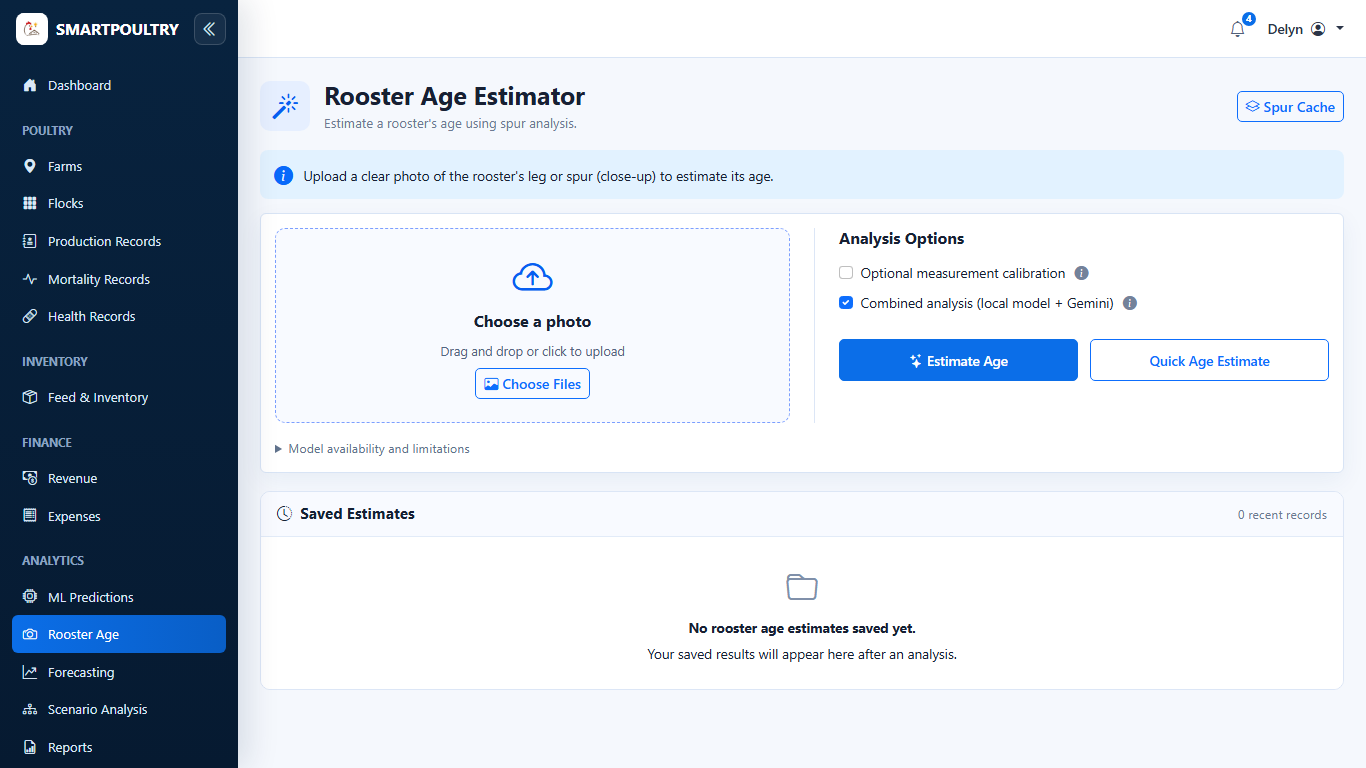 SMARTPOULTRY
Dashboard
POULTRY
Farms
Flocks
Production Records
Mortality Records
Health Records
INVENTORY
Feed & Inventory
FINANCE
Revenue
Expenses
ANALYTICS
ML Predictions
Rooster Age
Forecasting
Scenario Analysis
Reports
4
Delyn
Rooster Age Estimator
Estimate a rooster's age using spur analysis.
Spur Cache
Upload a clear photo of the rooster's leg or spur (close-up) to estimate its age.
Choose a photo
Drag and drop or click to upload
Choose Files
Model availability and limitations
Analysis Options
Optional measurement calibration
Combined analysis (local model + Gemini)
Estimate Age
Quick Age Estimate
Saved Estimates
0 recent records
No rooster age estimates saved yet.
Your saved results will appear here after an analysis.